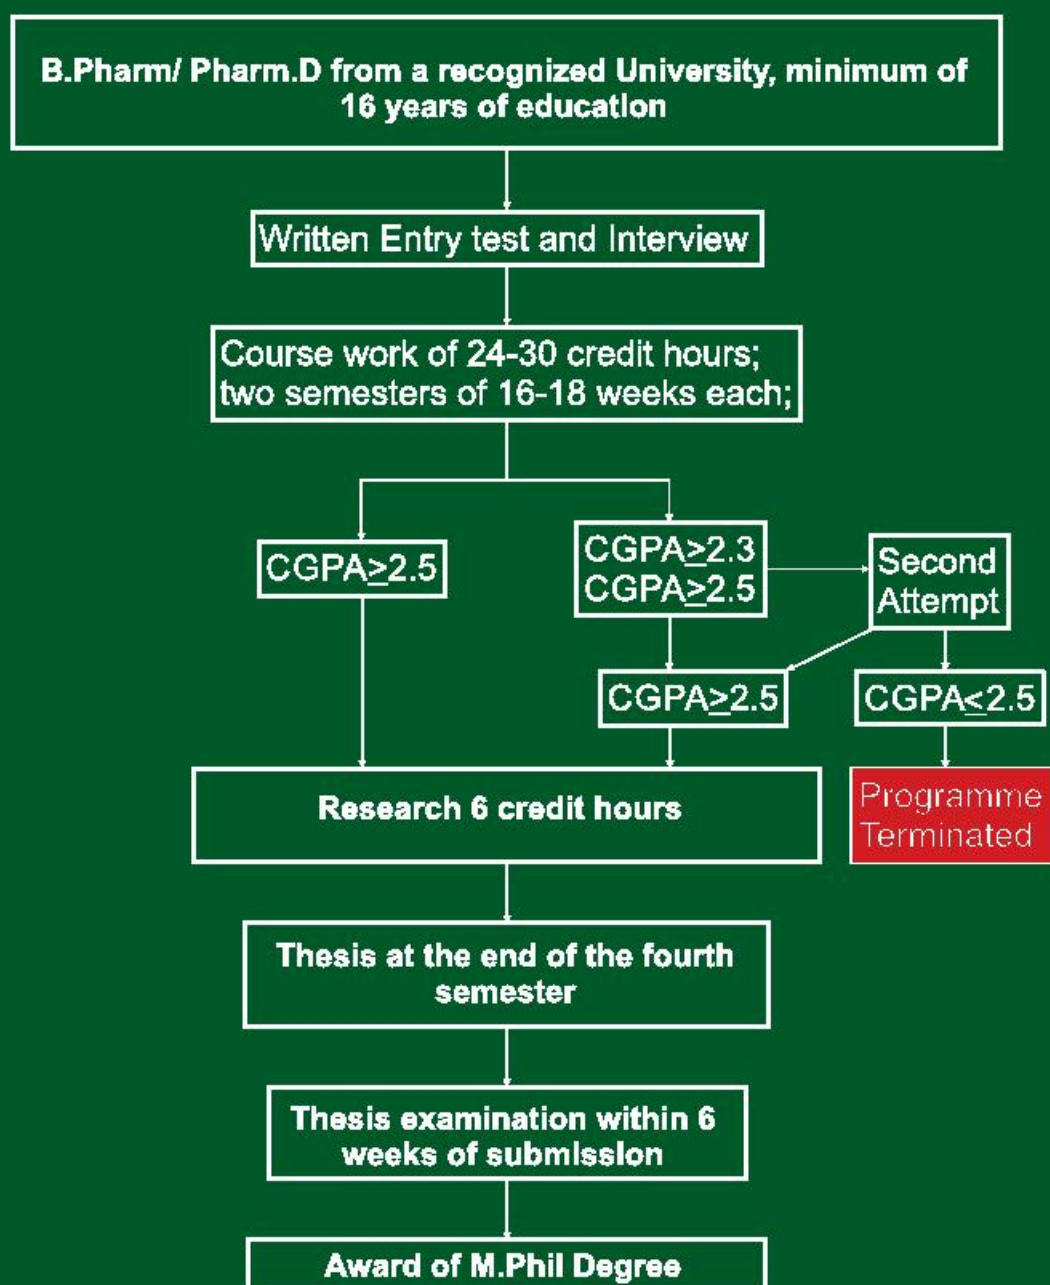 B.Pharm/ Pharm.D from a recognized University, minimum of
16 years of education
Written Entry test and Interview
Course work of 24-30 credit hours;
two semesters of 16-18 weeks each;
CGPA≥2.5
CGPA≥2.3
CGPA≥2.5
Second
Attempt
CGPA≥2.5
CGPA≤2.5
Research 6 credit hours
Programme
Terminated
Thesis at the end of the fourth
semester
Thesis examination within 6
weeks of submission
Award of M.Phil Degree